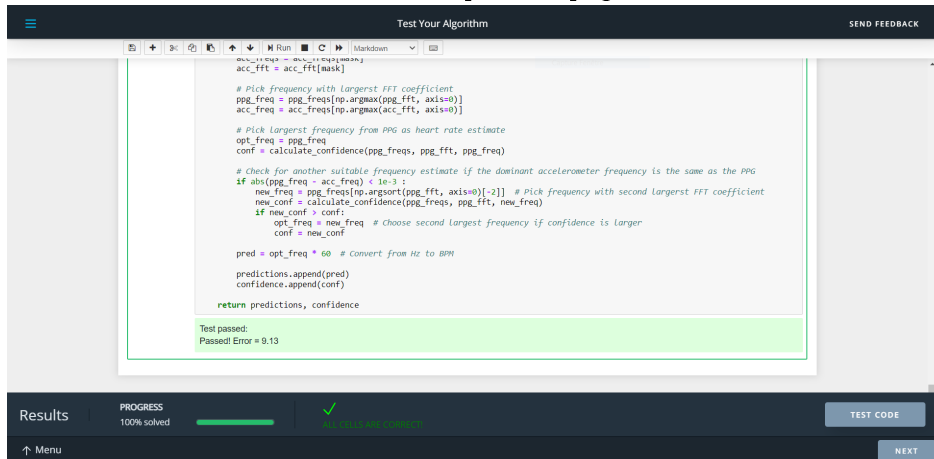 Test Your Algorithm
SEND FEEDBACK
Run
Markdown
acc_freqs = acc_freqs[mask]
acc_fft = acc_fft[mask]
# Pick frequency with largerst FFT coefficient
ppg_freq = ppg_freqs[np.argmax(ppg_fft, axis=0)]
acc_freq = acc_freqs[np.argmax(acc_fft, axis=0)]
# Pick largerst frequency from PPG as heart rate estimate
opt_freq = ppg_freq
conf = calculate_confidence(ppg_freqs, ppg_fft, ppg_freq)
# Check for another suitable frequency estimate if the dominant accelerometer frequency is the same as the PPG
if abs(ppg_freq - acc_freq) < 1e-3 :
new_freq = ppg_freqs[np.argsort(ppg_fft, axis=0)[-2]] # Pick frequency with second largerst FFT coefficient
new_conf = calculate_confidence(ppg_freqs, ppg_fft, new_freq)
if new_conf > conf:
opt_freq = new_freq # Choose second largest frequency if confidence is larger
conf = new_conf
pred = opt_freq * 60 # Convert from Hz to BPM
predictions.append(pred)
confidence.append(conf)
return predictions, confidence
Test passed:
Passed! Error = 9.13
Results
PROGRESS
100% solved
ALL CELLS ARE CORRECT!
TEST CODE
Menu
NEXT